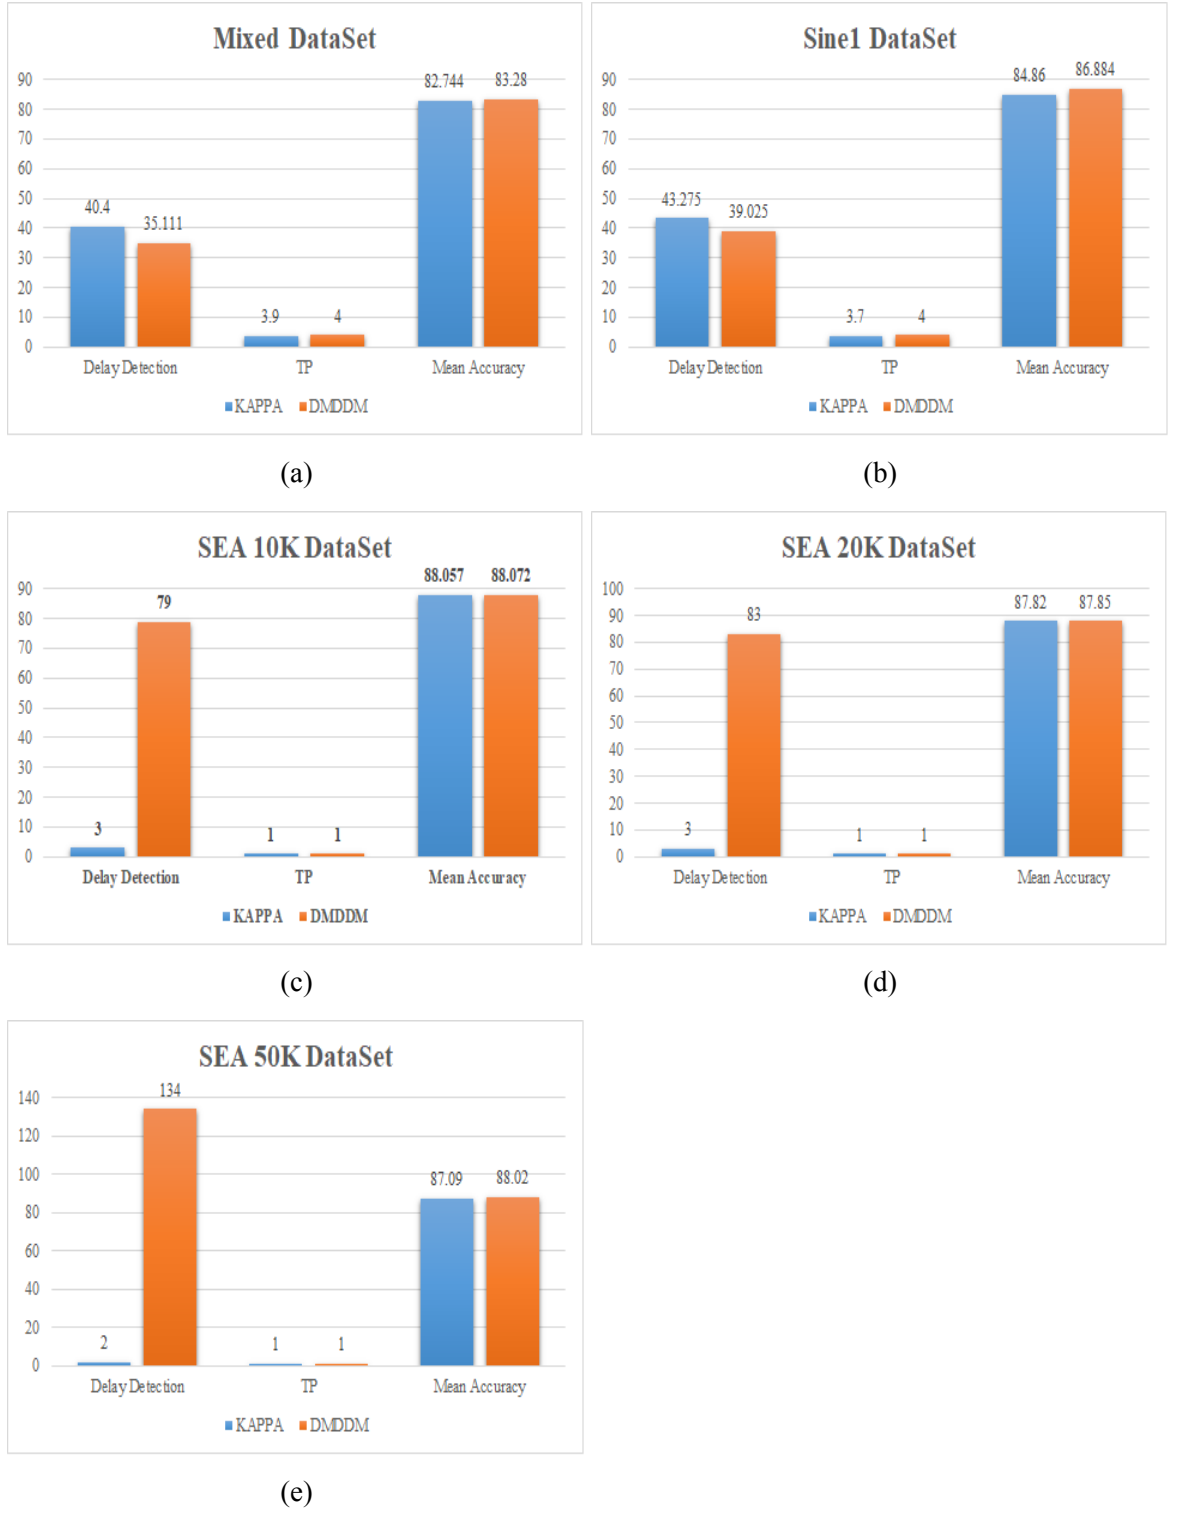 Mixed DataSet
90
80
70
60
50
40
30
20
10
0
40.4
35.111
3.9
4
82.744
83.28
Delay Detection
TP
Mean Accuracy
KAPPA
DMDDM
(a)
Sine1 DataSet
90
80
70
60
50
40
30
20
10
0
43.275
39.025
3.7
4
84.86
86.884
Delay Detection
TP
Mean Accuracy
KAPPA
DMDDM
(b)
SEA 10K DataSet
90
80
70
60
50
40
30
20
10
0
3
79
1
1
88.057
88.072
Delay Detection
TP
Mean Accuracy
KAPPA
DMDDM
(c)
SEA 20K DataSet
100
90
80
70
60
50
40
30
20
10
0
3
83
1
1
87.82
87.85
Delay Detection
TP
Mean Accuracy
KAPPA
DMDDM
(d)
SEA 50K DataSet
140
120
100
80
60
40
20
0
2
134
1
1
87.09
88.02
Delay Detection
TP
Mean Accuracy
KAPPA
DMDDM
(e)